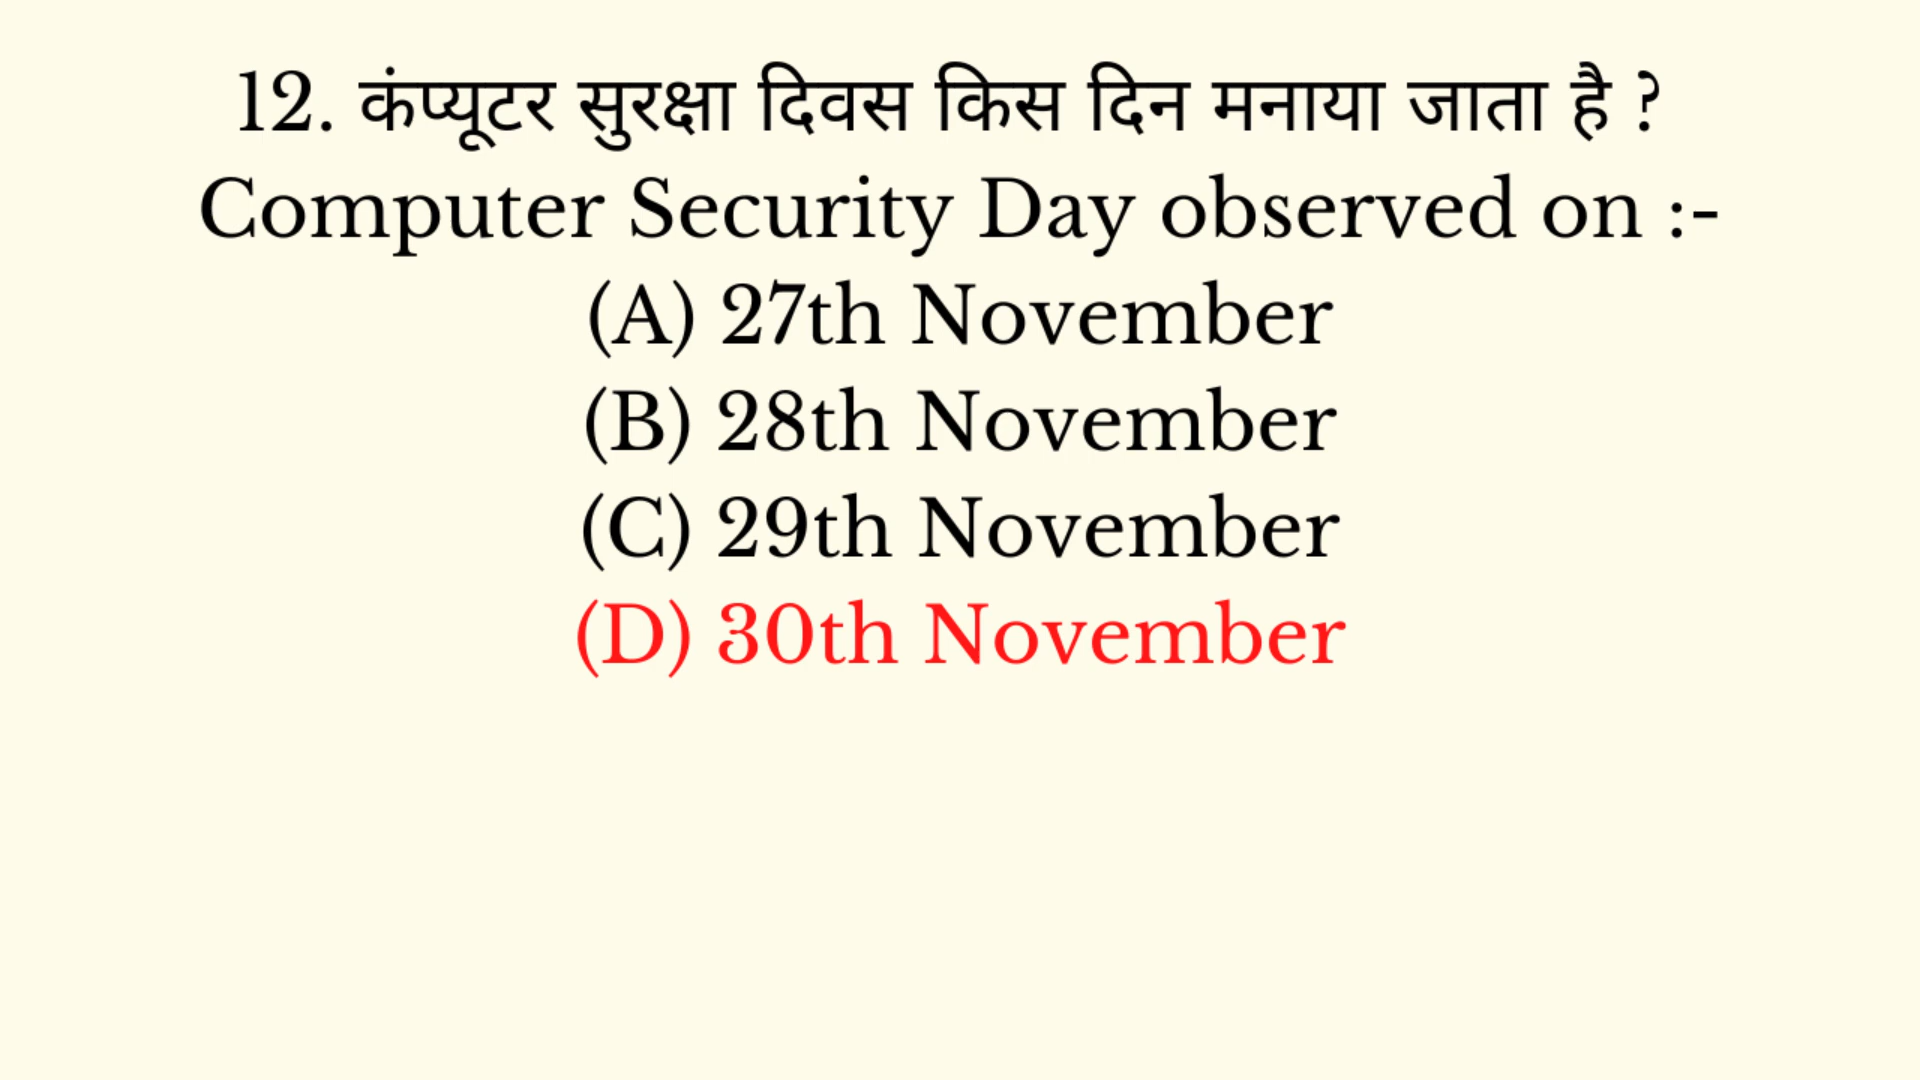 12. कंप्यूटर सुरक्षा दिवस किस दिन मनाया जाता है ?
Computer Security Day observed on :-
(A) 27th November
(B) 28th November
(C) 29th November
(D) 30th November